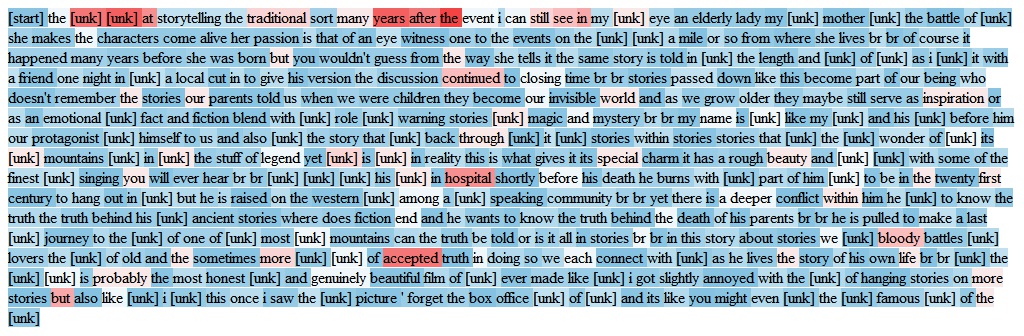 [start] the [unk] [unk] at storytelling the traditional sort many years after the event i can still see in my [unk] eye an elderly lady my [unk] mother [unk] the battle of [unk]
she makes the characters come alive her passion is that of an eye witness one to the events on the [unk] [unk] a mile or so from where she lives br br of course it
happened many years before she was born but you wouldn't guess from the way she tells it the same story is told in [unk] the length and [unk] of [unk] as i [unk] it with
a friend one night in [unk] a local cut in to give his version the discussion continued to closing time br br stories passed down like this become part of our being who
doesn't remember the stories our parents told us when we were children they become our invisible world and as we grow older they maybe still serve as inspiration or
as an emotional [unk] fact and fiction blend with [unk] role [unk] warning stories [unk] magic and mystery br br my name is [unk] like my [unk] and his [unk] before him
our protagonist [unk] himself to us and also [unk] the story that [unk] back through [unk] it [unk] stories within stories stories that [unk] the [unk] wonder of [unk] its
[unk] mountains [unk] in [unk] the stuff of legend yet [unk] is [unk] in reality this is what gives it its special charm it has a rough beauty and [unk] [unk] with some of the
finest [unk] singing you will ever hear br br [unk] [unk] [unk] his [unk] in hospital shortly before his death he burns with [unk] part of him [unk] to be in the twenty first
century to hang out in [unk] but he is raised on the western [unk] among a [unk] speaking community br br yet there is a deeper conflict within him he [unk] to know the
truth the truth behind his [unk] ancient stories where does fiction end and he wants to know the truth behind the death of his parents br br he is pulled to make a last
[unk] journey to the [unk] of one of [unk] most [unk] mountains can the truth be told or is it all in stories br br in this story about stories we [unk] bloody battles [unk]
lovers the [unk] of old and the sometimes more [unk] [unk] of accepted truth in doing so we each connect with [unk] as he lives the story of his own life br br [unk] the
[unk] [unk] is probably the most honest [unk] and genuinely beautiful film of [unk] ever made like [unk] i got slightly annoyed with the [unk] of hanging stories on more
stories but also like [unk] i [unk] this once i saw the [unk] picture ' forget the box office [unk] of [unk] and its like you might even [unk] the [unk] famous [unk] of the
[unk]